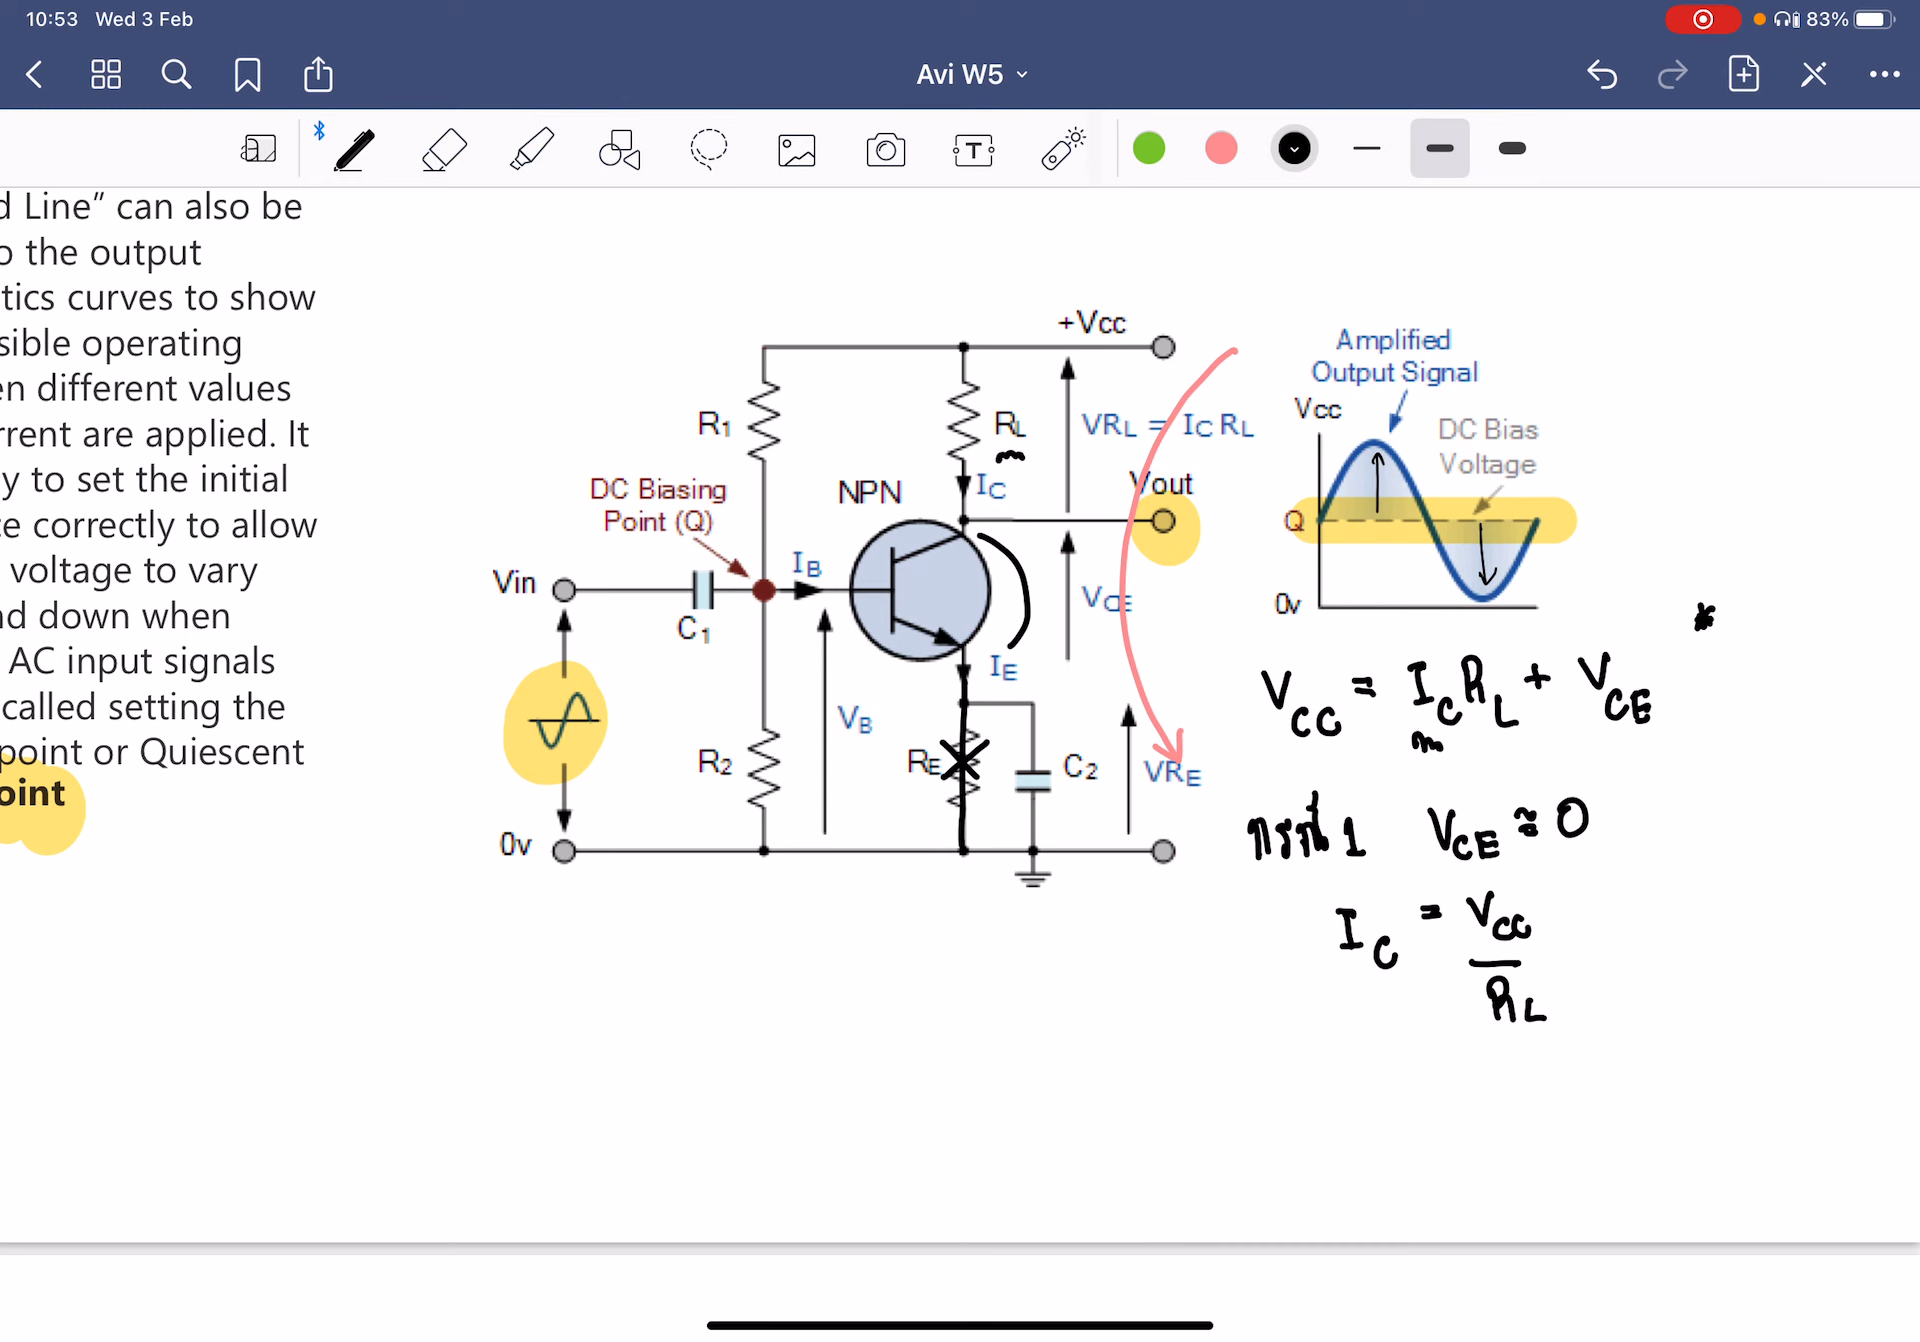 10:53 Wed 3 Feb
83%
Avi W5
d Line” can also be
o the output
tics curves to show
sible operating
en different values
rrent are applied. It
y to set the initial
ce correctly to allow
voltage to vary
nd down when
AC input signals
called setting the
point or Quiescent
oint
+Vcc
R1
RL
VRL = IC RL
IC
Vout
DC Biasing
Point (Q)
NPN
IB
Vin
C1
VCE
IE
VB
R2
RE
C2
VRE
0v
Amplified
Output Signal
Vcc
DC Bias
Voltage
Q
0v
*
VCC = ICRL + VCE
กรณี 1 VCE ≈ 0
IC = VCC
RL